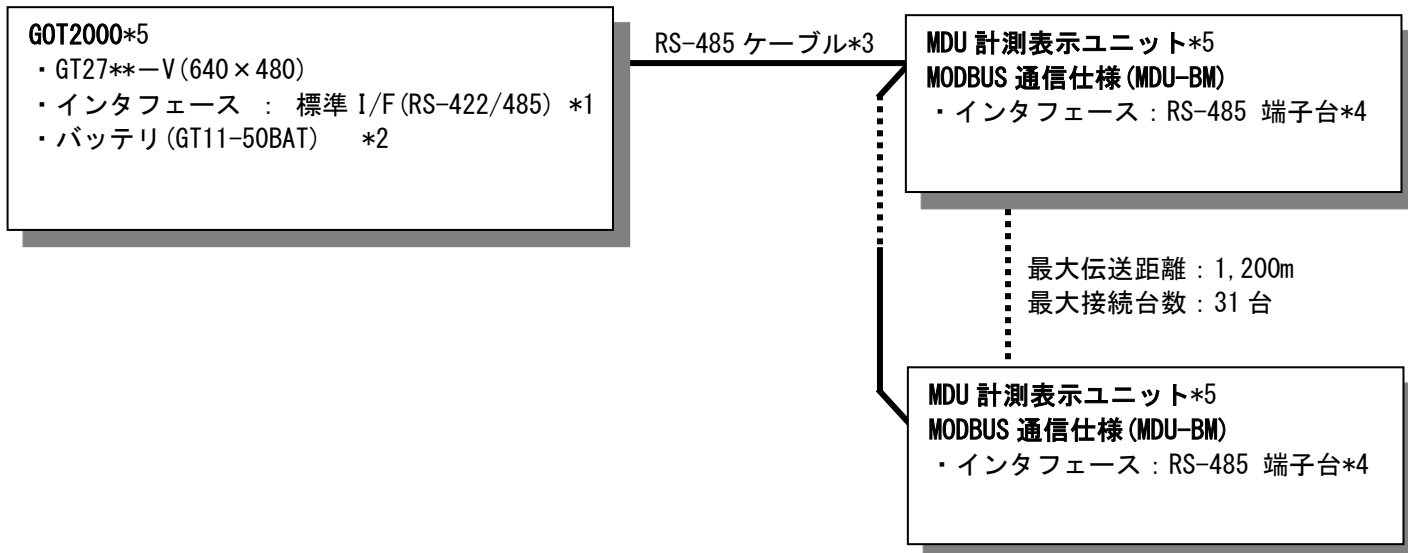 GOT2000*5
・GT27**－V(640×480)
・インタフェース : 標準 I/F(RS-422/485) *1
・バッテリ(GT11-50BAT) *2
RS-485 ケーブル*3
MDU 計測表示ユニット*5
MODBUS 通信仕様(MDU-BM)
・インタフェース：RS-485 端子台*4
最大伝送距離：1,200m
最大接続台数：31 台
MDU 計測表示ユニット*5
MODBUS 通信仕様(MDU-BM)
・インタフェース：RS-485 端子台*4